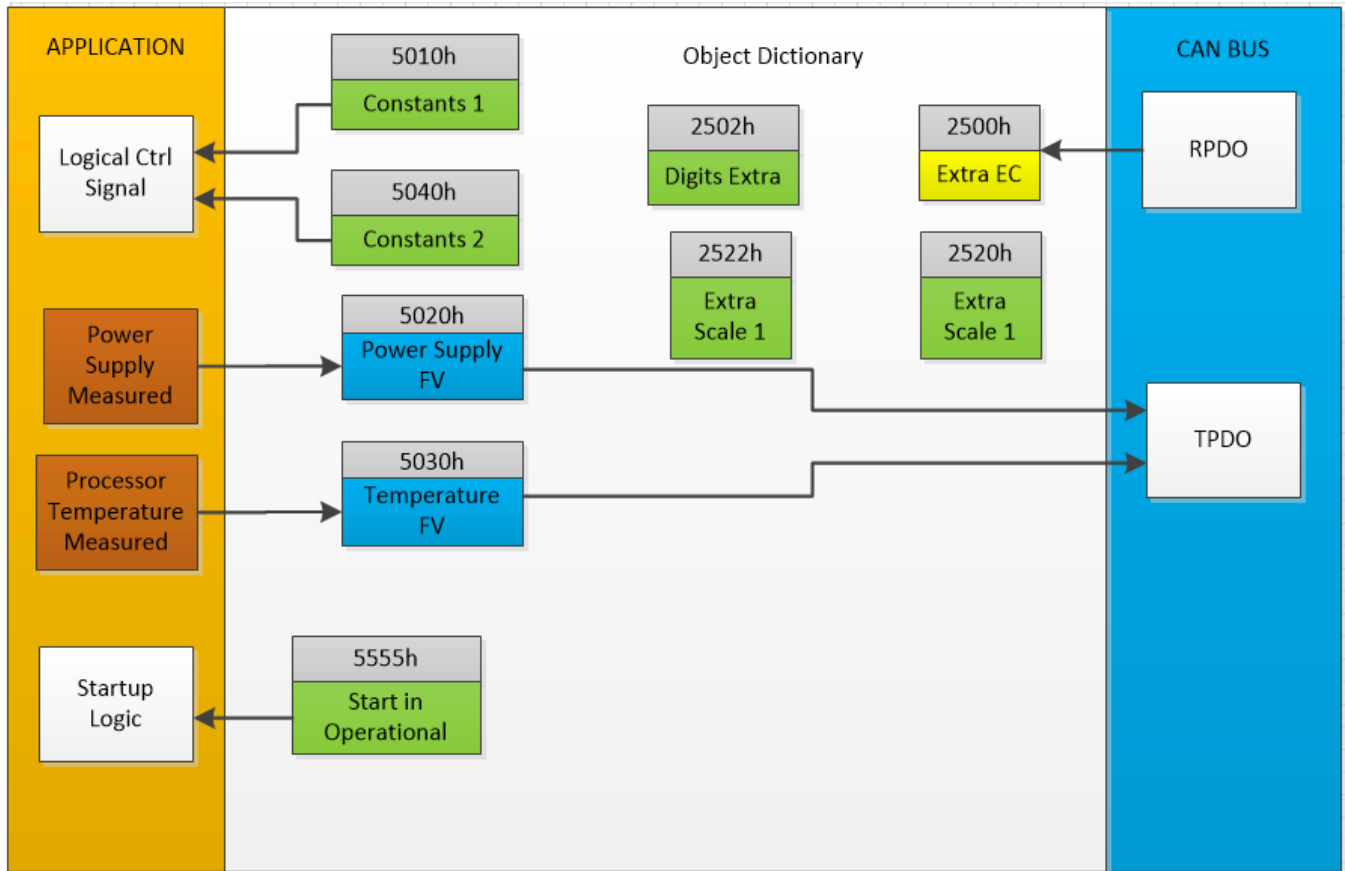 APPLICATION
Object Dictionary
CAN BUS
5010h
Constants 1
5040h
Constants 2
Logical Ctrl
Signal
2502h
Digits Extra
2500h
Extra EC
RPDO
2522h
Extra
Scale 1
2520h
Extra
Scale 1
Power
Supply
Measured
5020h
Power Supply
FV
TPDO
Processor
Temperature
Measured
5030h
Temperature
FV
Startup
Logic
5555h
Start in
Operational